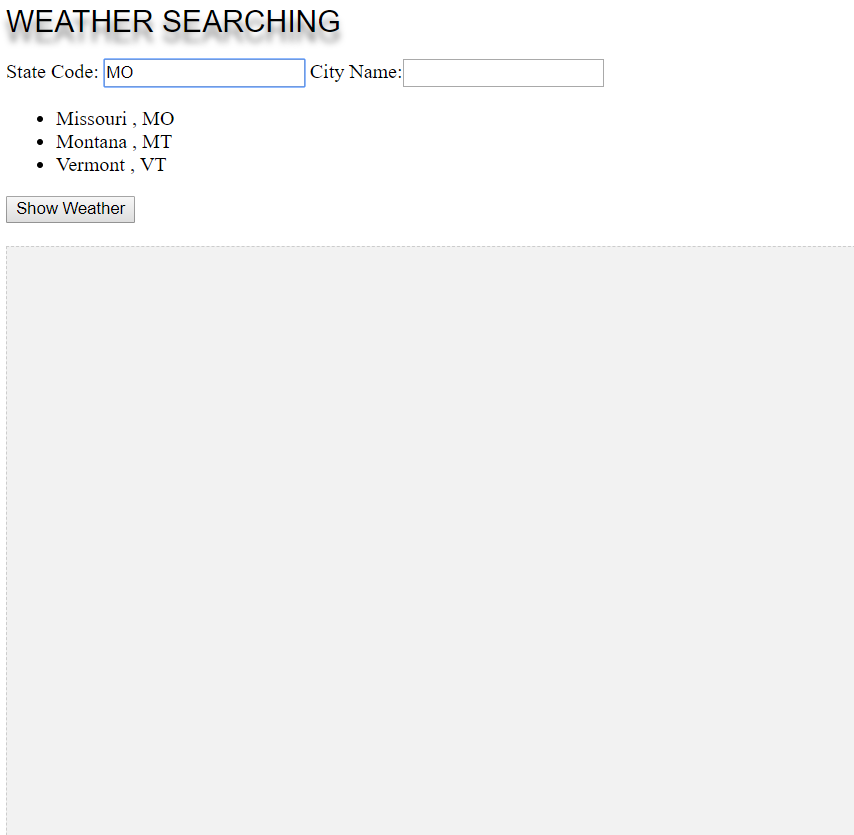 WEATHER SEARCHING
State Code: MO City Name:
Missouri , MO
Montana , MT
Vermont , VT
Show Weather